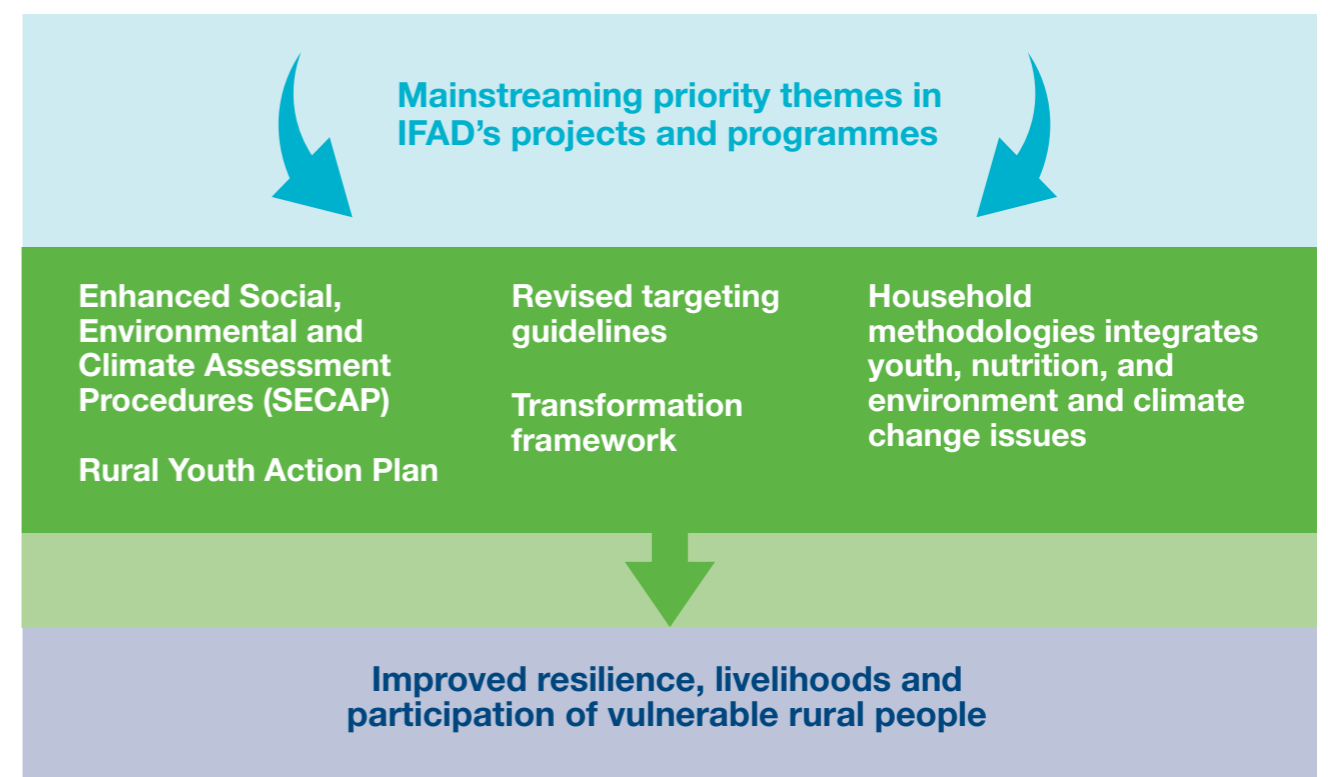 Mainstreaming priority themes in
IFAD’s projects and programmes
Enhanced Social,
Environmental and
Climate Assessment
Procedures (SECAP)
Rural Youth Action Plan
Revised targeting
guidelines
Transformation
framework
Household
methodologies integrates
youth, nutrition, and
environment and climate
change issues
Improved resilience, livelihoods and
participation of vulnerable rural people